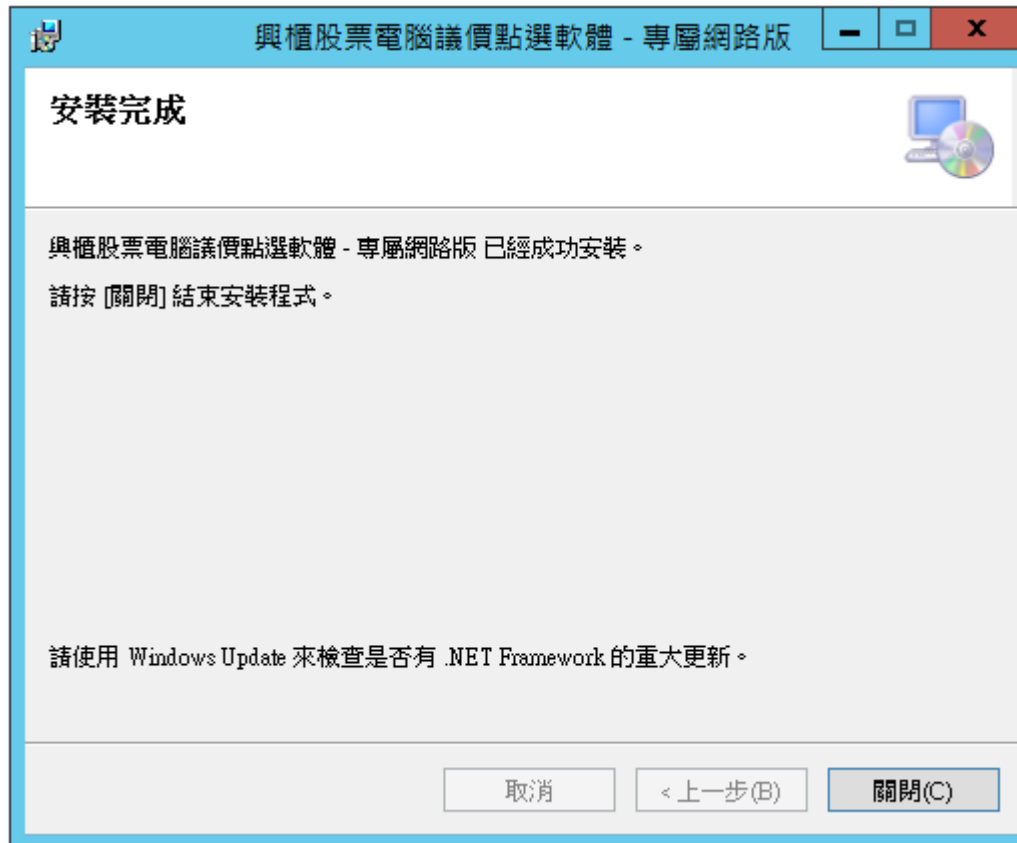 興櫃股票電腦議價點選軟體 - 專屬網路版
安裝完成
興櫃股票電腦議價點選軟體 - 專屬網路版 已經成功安裝。
請按 [關閉] 結束安裝程式。
請使用 Windows Update 來檢查是否有 .NET Framework 的重大更新。
取消
< 上一步(B)
關閉(C)